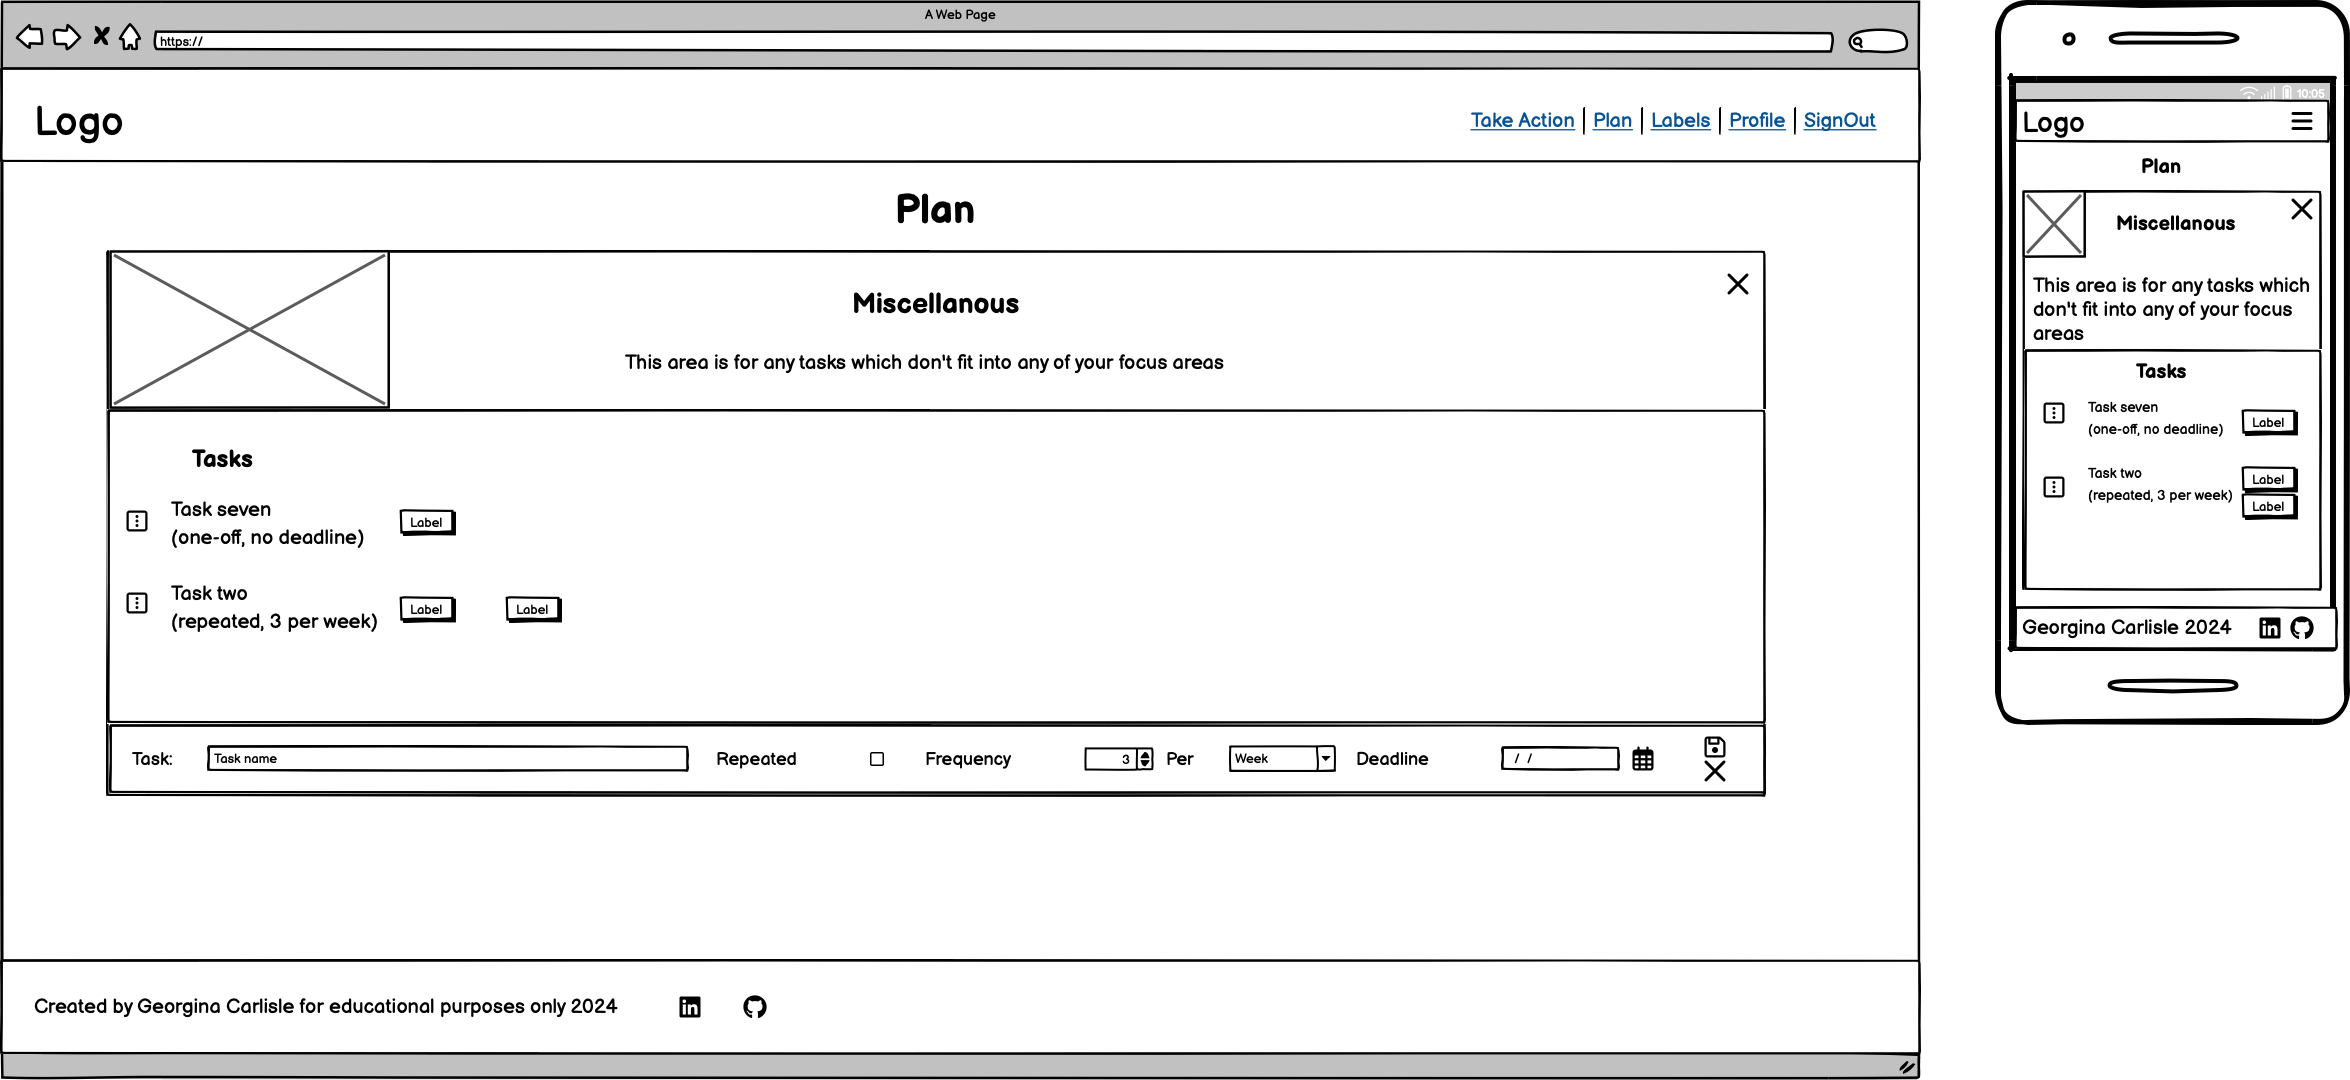 A Web Page
https://
Logo
Take Action Plan Labels Profile SignOut
Plan
Miscellanous
This area is for any tasks which don't fit into any of your focus areas
Tasks
Task seven
(one-off, no deadline)
Label
Task two
(repeated, 3 per week)
Label Label
Task: Task name Repeated Frequency 3 Per Week Deadline / /
Created by Georgina Carlisle for educational purposes only 2024 in
10:05
Logo
Plan
Miscellanous
This area is for any tasks which
don't fit into any of your focus
areas
Tasks
Task seven
(one-off, no deadline)
Label
Task two
(repeated, 3 per week)
Label
Label
Georgina Carlisle 2024 in